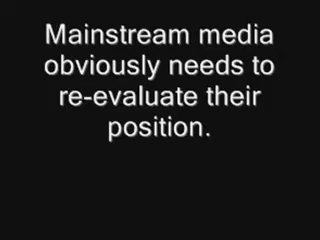 Mainstream media
obviously needs to
re-evaluate their
position.